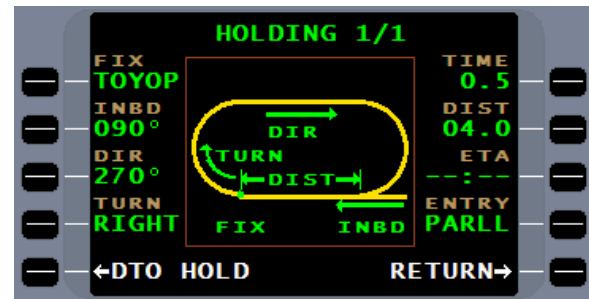 HOLDING 1/1
FIX TIME
TOYOP 0.5
INBD DIST
090° DIR 04.0
DIR TURN ETA
270° DIST --:--
TURN ENTRY
RIGHT FIX INBD PARLL
←DTO HOLD RETURN→